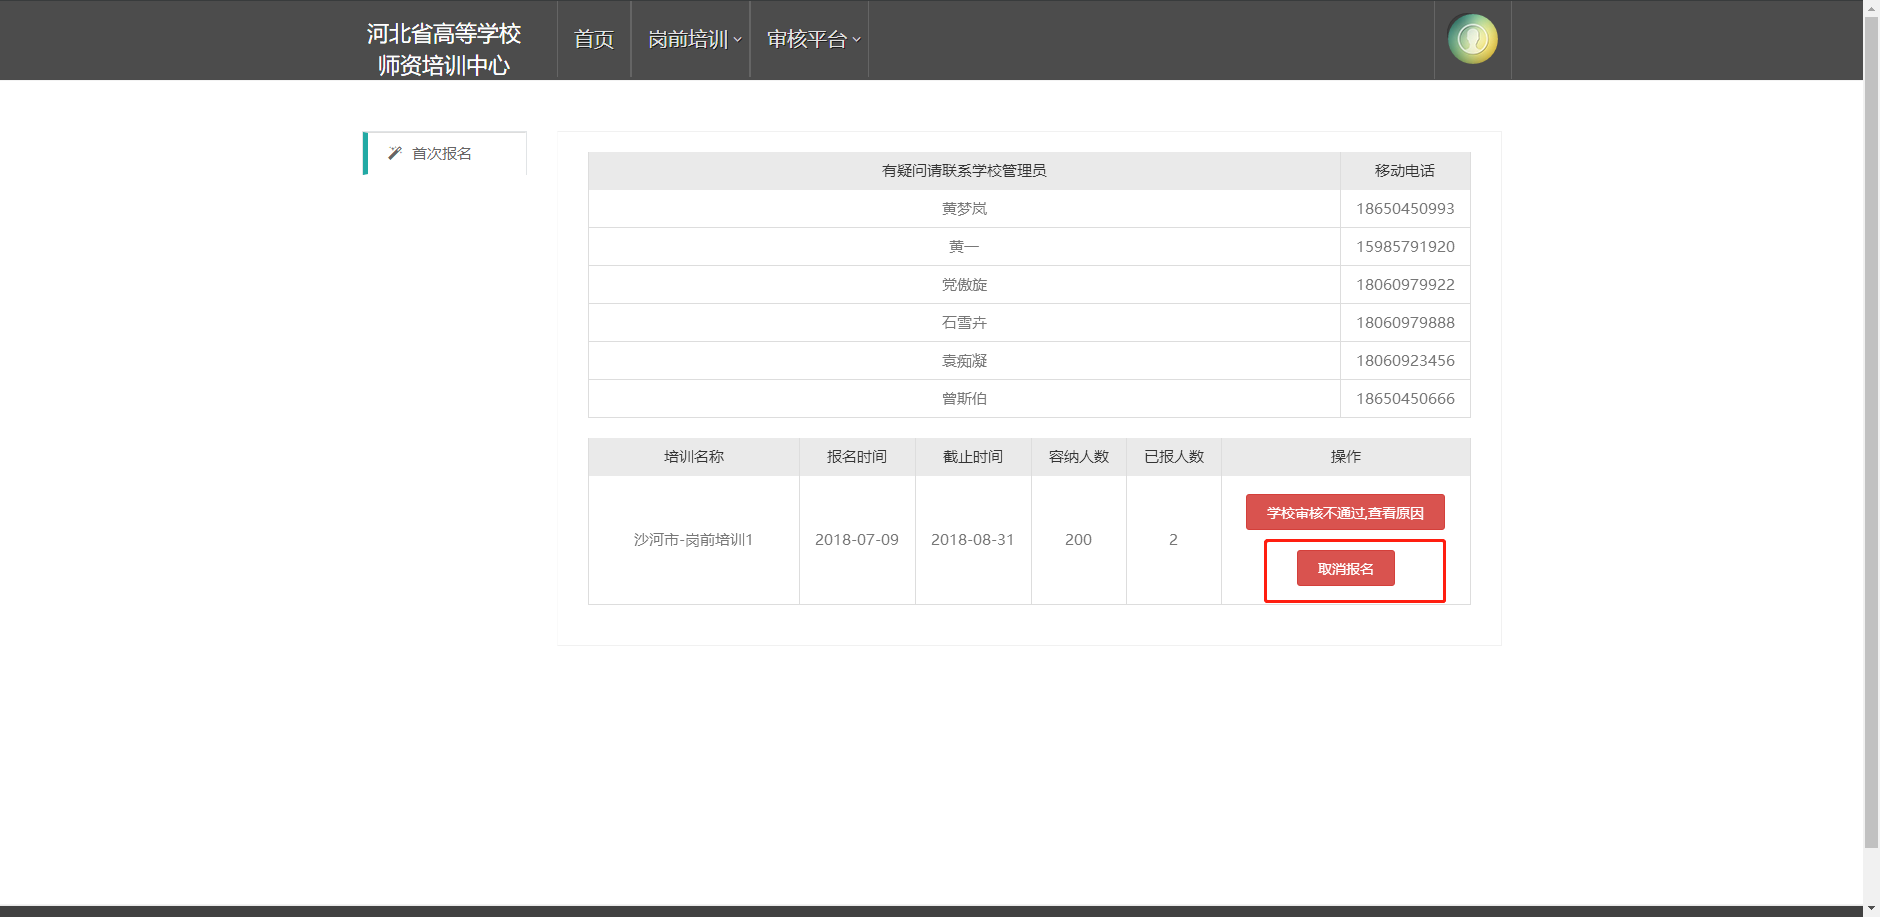 河北省高等学校
师资培训中心
首页
岗前培训
审核平台
首次报名
有疑问请联系学校管理员 移动电话
黄梦岚 18650450993
黄一 15985791920
党傲旋 18060979922
石雪卉 18060979888
袁痴凝 18060923456
曾斯伯 18650450666
培训名称 报名时间 截止时间 容纳人数 已报人数 操作
沙河市-岗前培训1 2018-07-09 2018-08-31 200 2
学校审核不通过,查看原因
取消报名